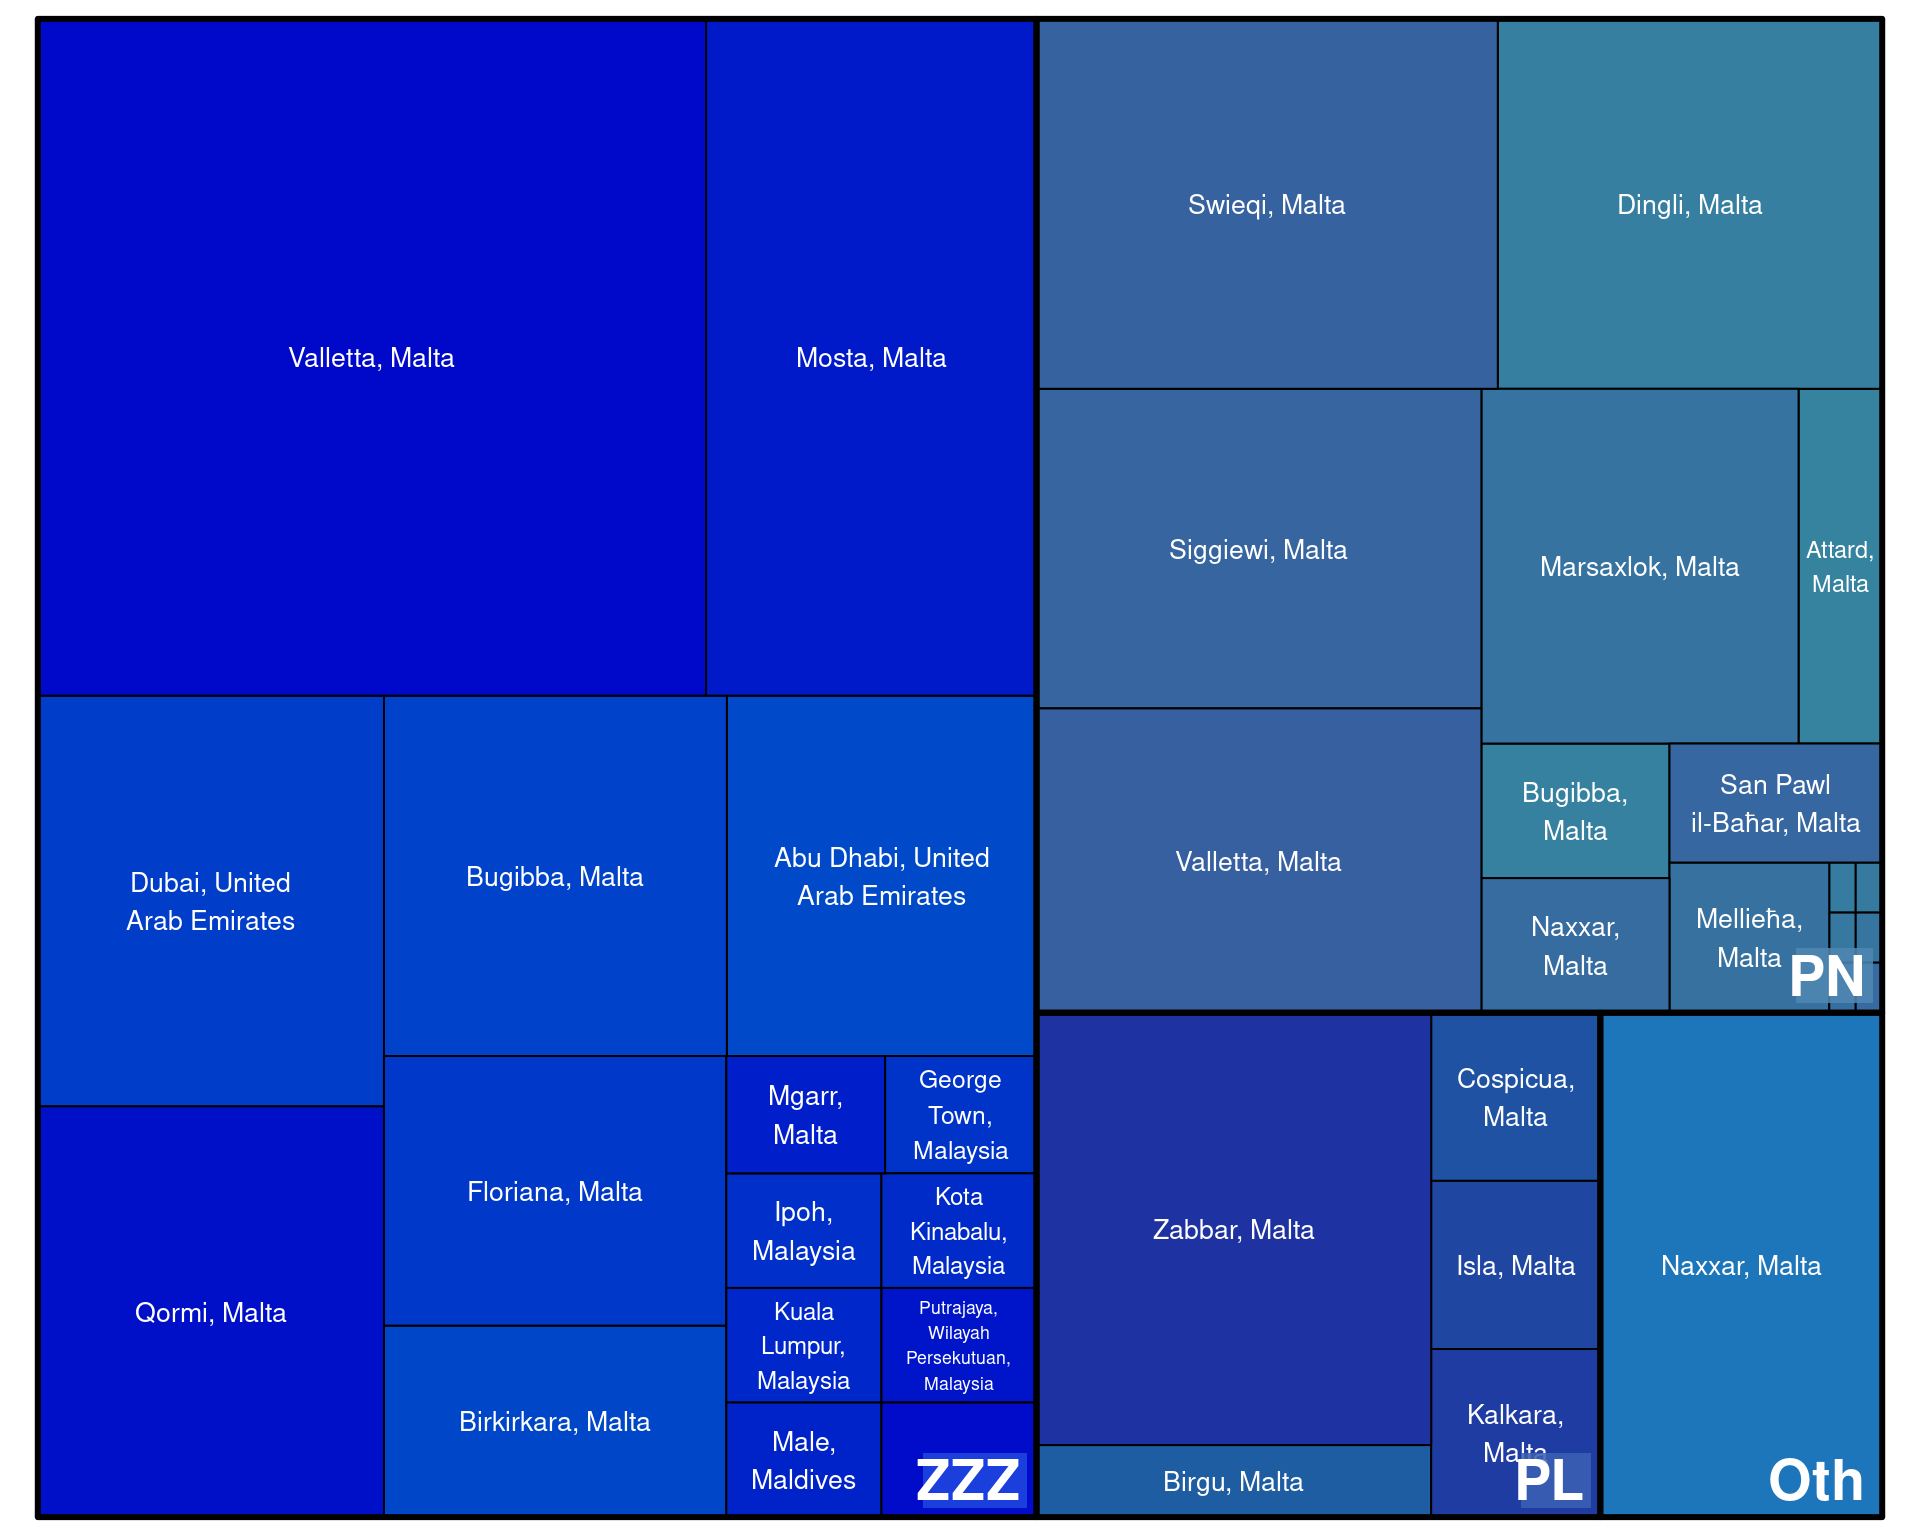 Valletta, Malta
Mosta, Malta
Dubai, United
Arab Emirates
Bugibba, Malta
Abu Dhabi, United
Arab Emirates
Qormi, Malta
Floriana, Malta
Birkirkara, Malta
Mgarr,
Malta
George
Town,
Malaysia
Ipoh,
Malaysia
Kota
Kinabalu,
Malaysia
Kuala
Lumpur,
Malaysia
Putrajaya,
Wilayah
Persekutuan,
Malaysia
Male,
Maldives
ZZZ
Swieqi, Malta
Dingli, Malta
Siggiewi, Malta
Marsaxlok, Malta
Attard,
Malta
Valletta, Malta
Bugibba,
Malta
San Pawl
il-Baħar, Malta
Naxxar,
Malta
Mellieħa,
Malta
PN
Zabbar, Malta
Cospicua,
Malta
Isla, Malta
Kalkara,
Malta
Birgu, Malta
PL
Naxxar, Malta
Oth